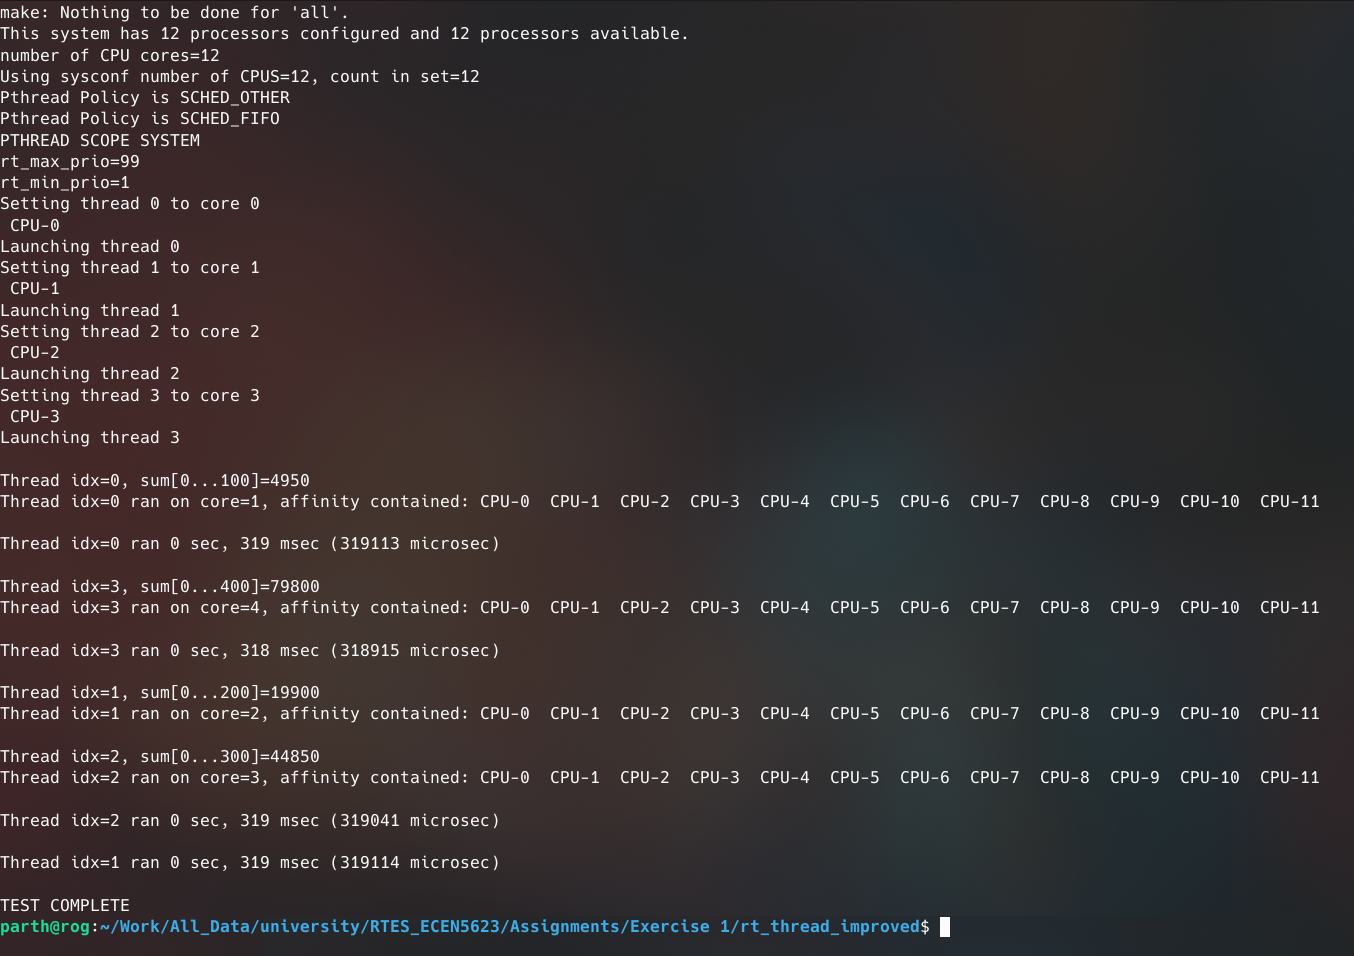 make: Nothing to be done for 'all'.
This system has 12 processors configured and 12 processors available.
number of CPU cores=12
Using sysconf number of CPUS=12, count in set=12
Pthread Policy is SCHED_OTHER
Pthread Policy is SCHED_FIFO
PTHREAD SCOPE SYSTEM
rt_max_prio=99
rt_min_prio=1
Setting thread 0 to core 0
 CPU-0
Launching thread 0
Setting thread 1 to core 1
 CPU-1
Launching thread 1
Setting thread 2 to core 2
 CPU-2
Launching thread 2
Setting thread 3 to core 3
 CPU-3
Launching thread 3
Thread idx=0, sum[0...100]=4950
Thread idx=0 ran on core=1, affinity contained: CPU-0  CPU-1  CPU-2  CPU-3  CPU-4  CPU-5  CPU-6  CPU-7  CPU-8  CPU-9  CPU-10  CPU-11
Thread idx=0 ran 0 sec, 319 msec (319113 microsec)
Thread idx=3, sum[0...400]=79800
Thread idx=3 ran on core=4, affinity contained: CPU-0  CPU-1  CPU-2  CPU-3  CPU-4  CPU-5  CPU-6  CPU-7  CPU-8  CPU-9  CPU-10  CPU-11
Thread idx=3 ran 0 sec, 318 msec (318915 microsec)
Thread idx=1, sum[0...200]=19900
Thread idx=1 ran on core=2, affinity contained: CPU-0  CPU-1  CPU-2  CPU-3  CPU-4  CPU-5  CPU-6  CPU-7  CPU-8  CPU-9  CPU-10  CPU-11
Thread idx=2, sum[0...300]=44850
Thread idx=2 ran on core=3, affinity contained: CPU-0  CPU-1  CPU-2  CPU-3  CPU-4  CPU-5  CPU-6  CPU-7  CPU-8  CPU-9  CPU-10  CPU-11
Thread idx=2 ran 0 sec, 319 msec (319041 microsec)
Thread idx=1 ran 0 sec, 319 msec (319114 microsec)
TEST COMPLETE
parth@rog:~/Work/All_Data/university/RTES_ECEN5623/Assignments/Exercise 1/rt_thread_improved$